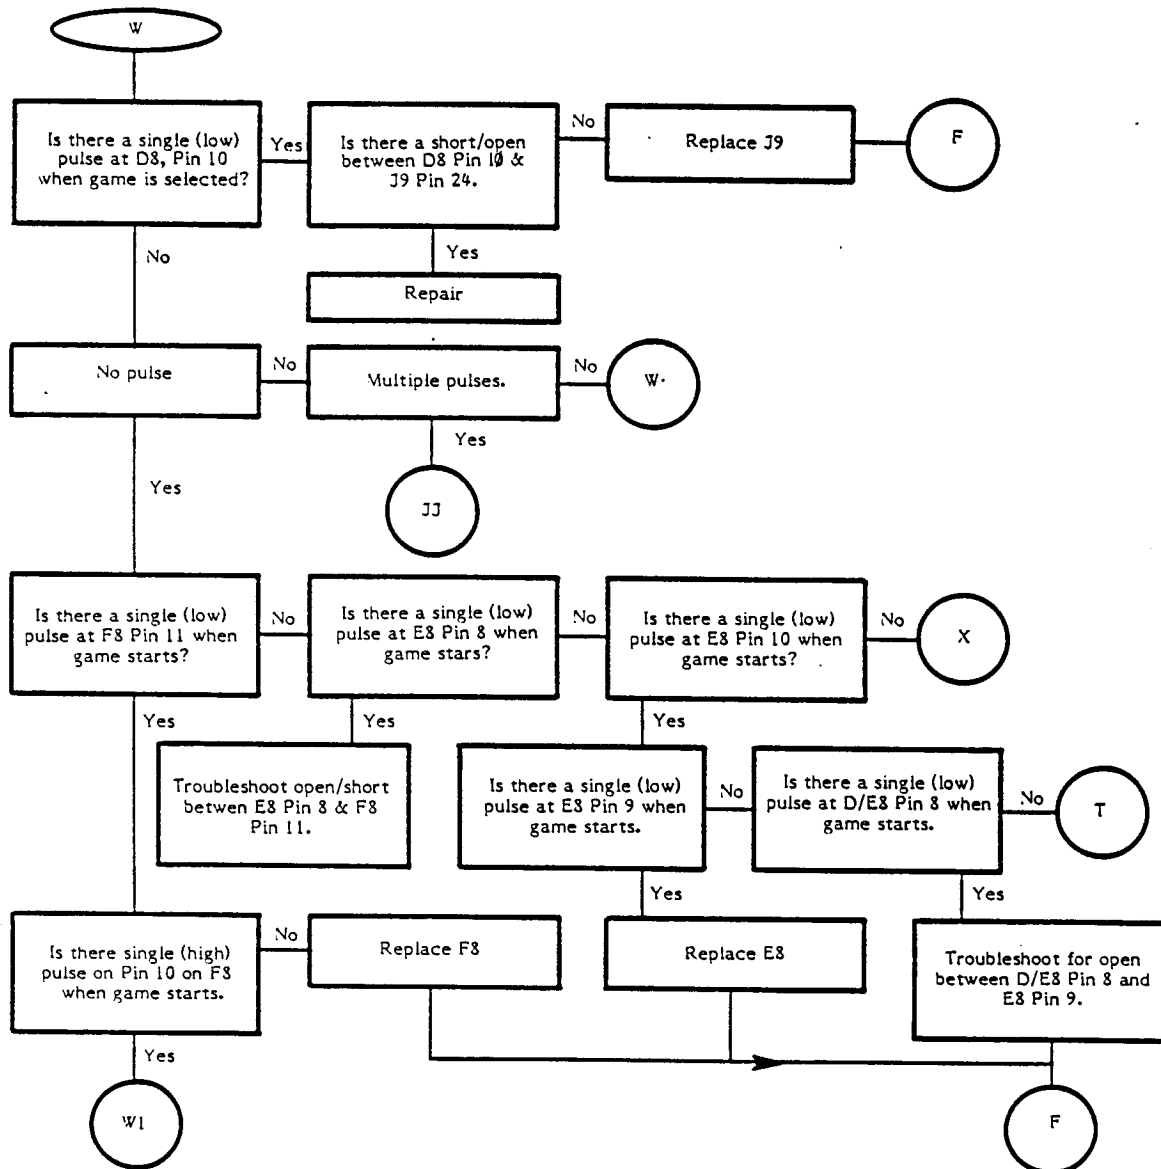 W
Is there a single (low)
pulse at D8, Pin 10
when game is selected?
Yes
Is there a short/open
between D8 Pin 10 &
J9 Pin 24.
No
Replace J9
F
No
Yes
Repair
No pulse
No
Multiple pulses.
No
W
Yes
Yes
JJ
Is there a single (low)
pulse at F8 Pin 11 when
game starts?
No
Is there a single (low)
pulse at E8 Pin 8 when
game stars?
No
Is there a single (low)
pulse at E8 Pin 10 when
game starts?
No
X
Yes
Yes
Yes
Troubleshoot open/short
betwen E8 Pin 8 & F8
Pin 11.
Is there a single (low)
pulse at E8 Pin 9 when
game starts.
No
Is there a single (low)
pulse at D/E8 Pin 8 when
game starts.
No
T
Yes
Yes
Is there single (high)
pulse on Pin 10 on F8
when game starts.
No
Replace F8
Replace E8
Troubleshoot for open
between D/E8 Pin 8 and
E8 Pin 9.
Yes
W1
F